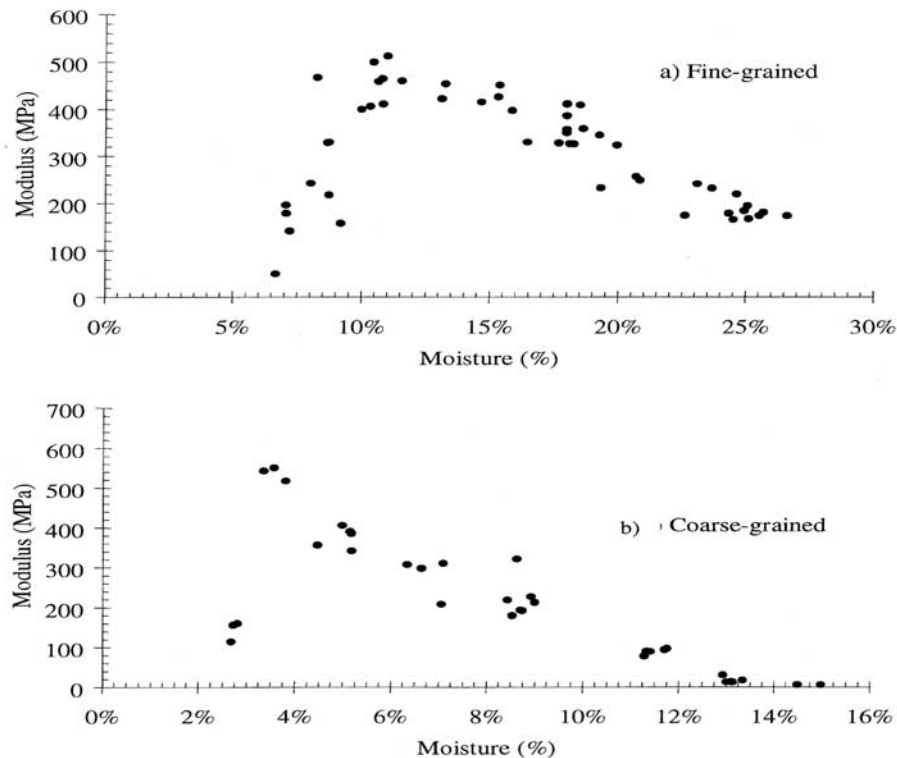 600
500
400
300
200
100
0
Modulus (MPa)
a) Fine-grained
0% 5% 10% 15% 20% 25% 30%
Moisture (%)
700
600
500
400
300
200
100
0
Modulus (MPa)
b) Coarse-grained
0% 2% 4% 6% 8% 10% 12% 14% 16%
Moisture (%)